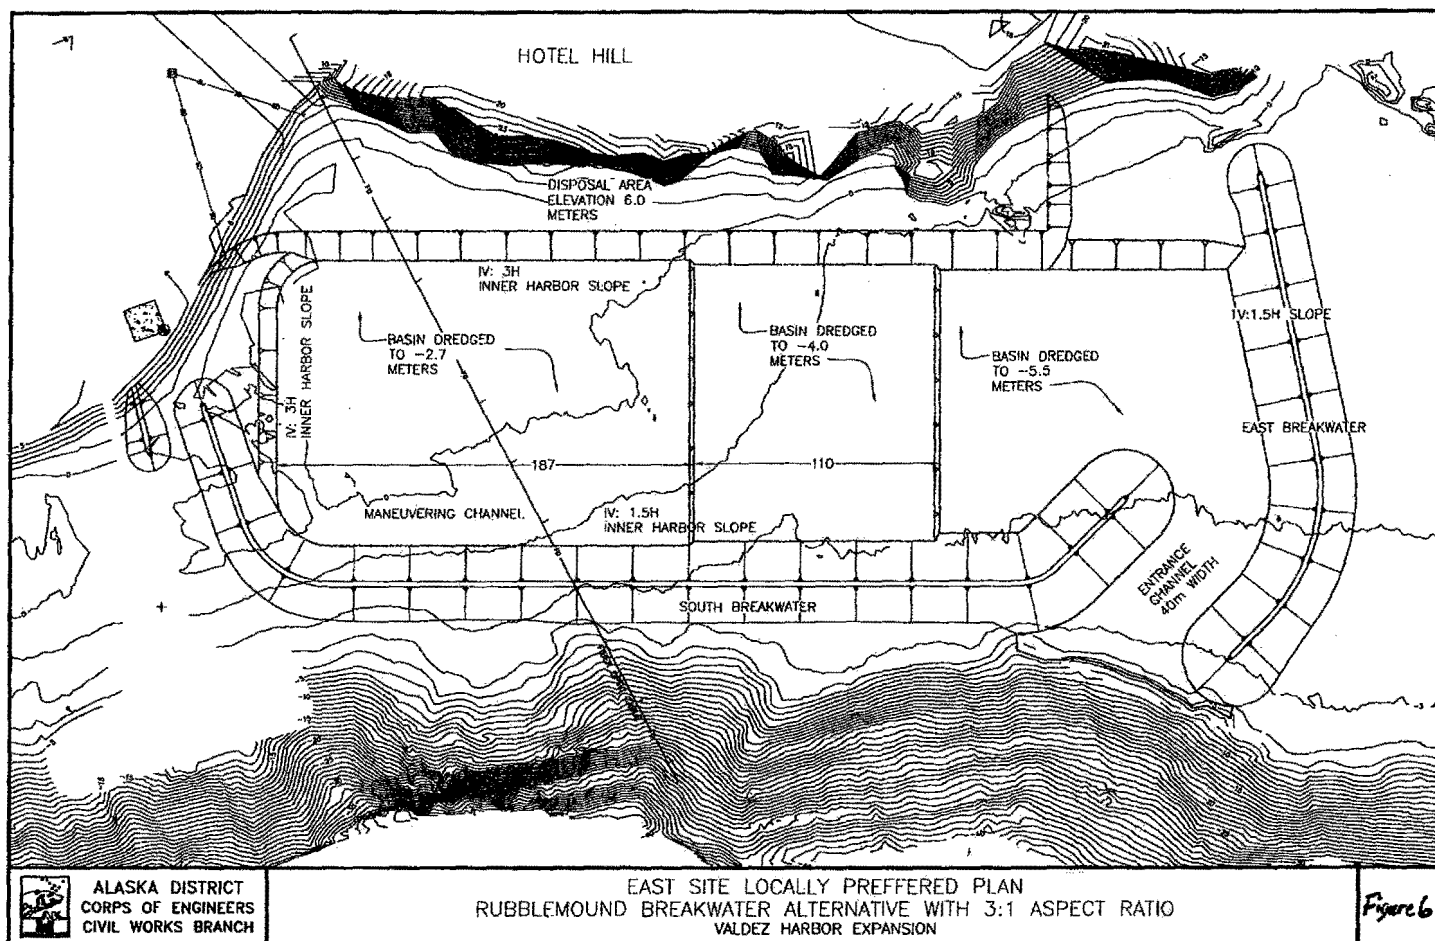 HOTEL HILL
DISPOSAL AREA
ELEVATION 6.0
METERS
IV: 3H
INNER HARBOR SLOPE
IV: 3H
INNER HARBOR SLOPE
BASIN DREDGED
TO -2.7
METERS
BASIN DREDGED
TO -4.0
METERS
BASIN DREDGED
TO -5.5
METERS
1V:1.5H SLOPE
EAST BREAKWATER
187
110
MANEUVERING CHANNEL
IV: 1.5H
INNER HARBOR SLOPE
ENTRANCE
CHANNEL
40m WIDTH
SOUTH BREAKWATER
ALASKA DISTRICT
CORPS OF ENGINEERS
CIVIL WORKS BRANCH
EAST SITE LOCALLY PREFFERED PLAN
RUBBLEMOUND BREAKWATER ALTERNATIVE WITH 3:1 ASPECT RATIO
VALDEZ HARBOR EXPANSION
Figure 6